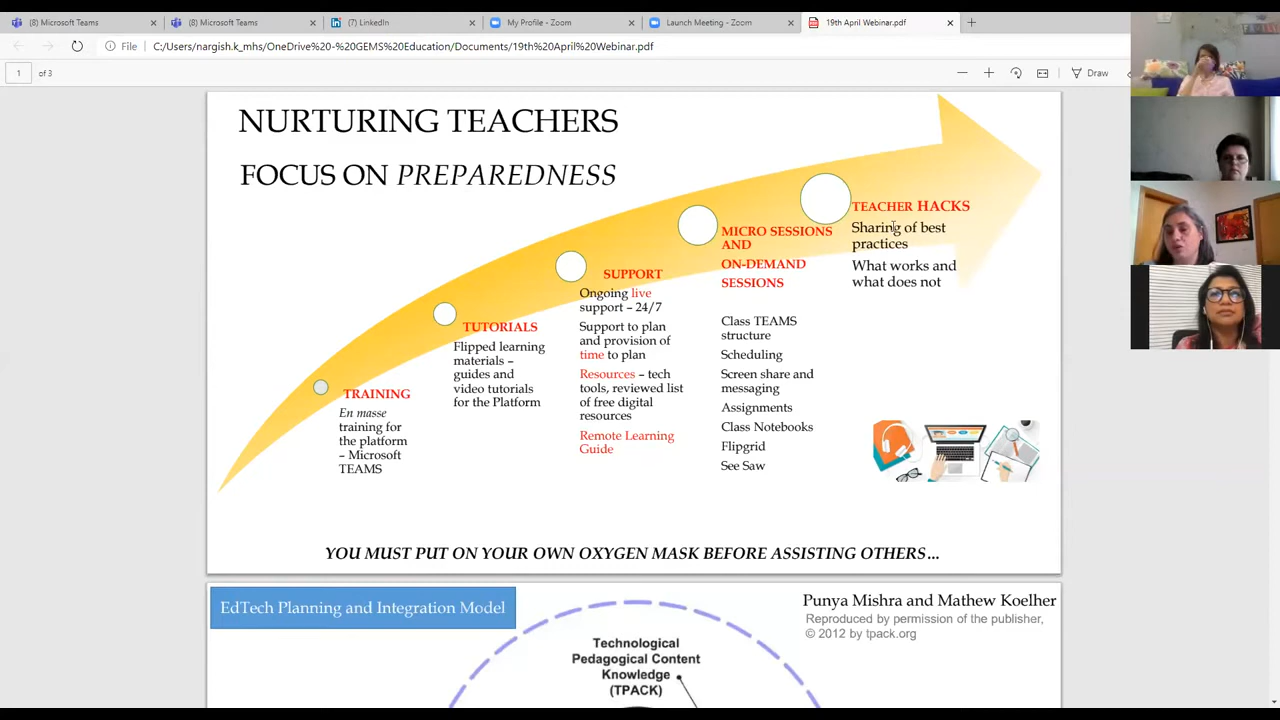 (8) Microsoft Teams
(8) Microsoft Teams
(7) LinkedIn
My Profile - Zoom
Launch Meeting - Zoom
19th April Webinar.pdf
File C:/Users/nargish.k_mhs/OneDrive%20-%20GEMS%20Education/Documents/19th%20April%20Webinar.pdf
1 of 3
Draw
NURTURING TEACHERS
FOCUS ON PREPAREDNESS
TRAINING
En masse
training for
the platform
– Microsoft
TEAMS
TUTORIALS
Flipped learning
materials –
guides and
video tutorials
for the Platform
SUPPORT
Ongoing live
support – 24/7
Support to plan
and provision of
time to plan
Resources – tech
tools, reviewed list
of free digital
resources
Remote Learning
Guide
MICRO SESSIONS
AND
ON-DEMAND
SESSIONS
Class TEAMS
structure
Scheduling
Screen share and
messaging
Assignments
Class Notebooks
Flipgrid
See Saw
TEACHER HACKS
Sharing of best
practices
What works and
what does not
YOU MUST PUT ON YOUR OWN OXYGEN MASK BEFORE ASSISTING OTHERS…
EdTech Planning and Integration Model
Punya Mishra and Mathew Koelher
Reproduced by permission of the publisher,
© 2012 by tpack.org
Technological
Pedagogical Content
Knowledge
(TPACK)